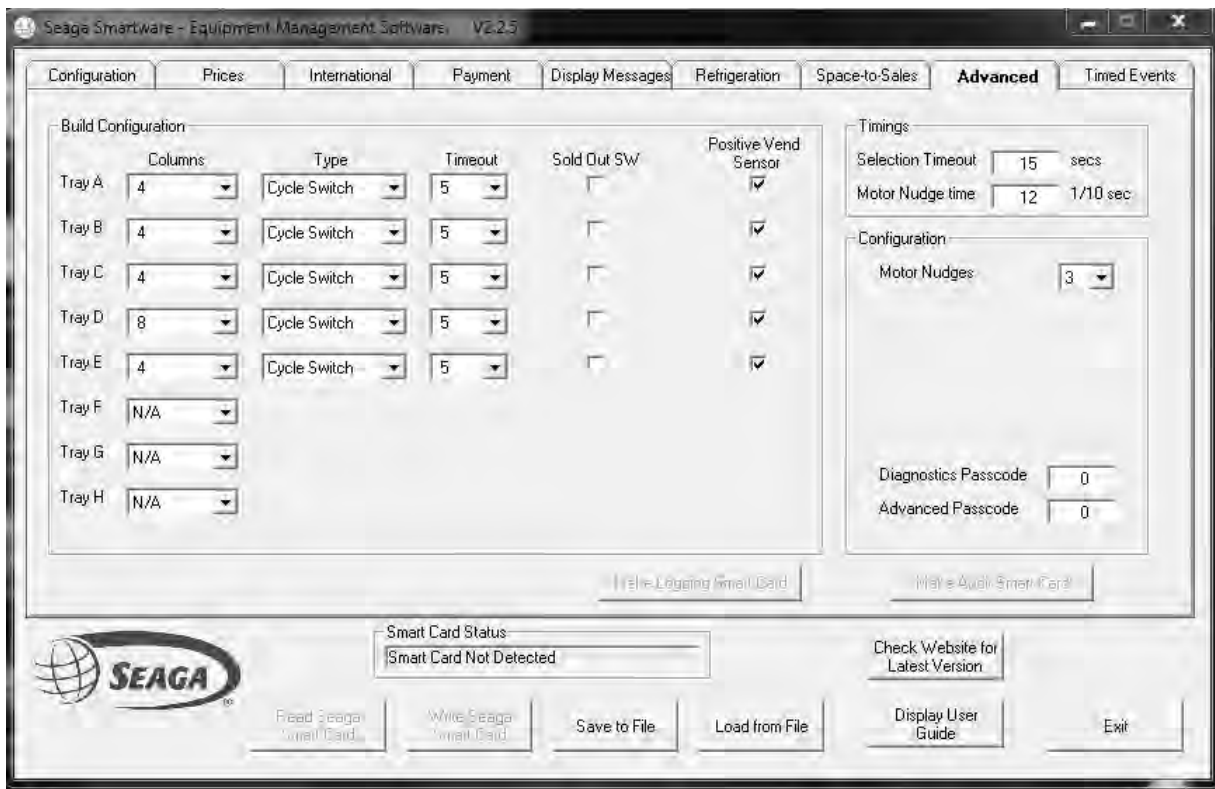 Seaga Smartware - Equipment Management Software. V2.2.5
Configuration Prices International Payment Display Messages Refrigeration Space-to-Sales Advanced Timed Events
Build Configuration
Columns Type Timeout Sold Out SW Positive Vend Sensor
Tray A 4 Cycle Switch 5
Tray B 4 Cycle Switch 5
Tray C 4 Cycle Switch 5
Tray D 8 Cycle Switch 5
Tray E 4 Cycle Switch 5
Tray F N/A
Tray G N/A
Tray H N/A
Timings
Selection Timeout 15 secs
Motor Nudge time 12 1/10 sec
Configuration
Motor Nudges 3
Diagnostics Passcode 0
Advanced Passcode 0
Make Logging Smart Card Make Audit Smart Card
SEAGA
Smart Card Status
Smart Card Not Detected
Check Website for
Latest Version
Read Seaga
Smart Card
Write Seaga
Smart Card
Save to File
Load from File
Display User
Guide
Exit